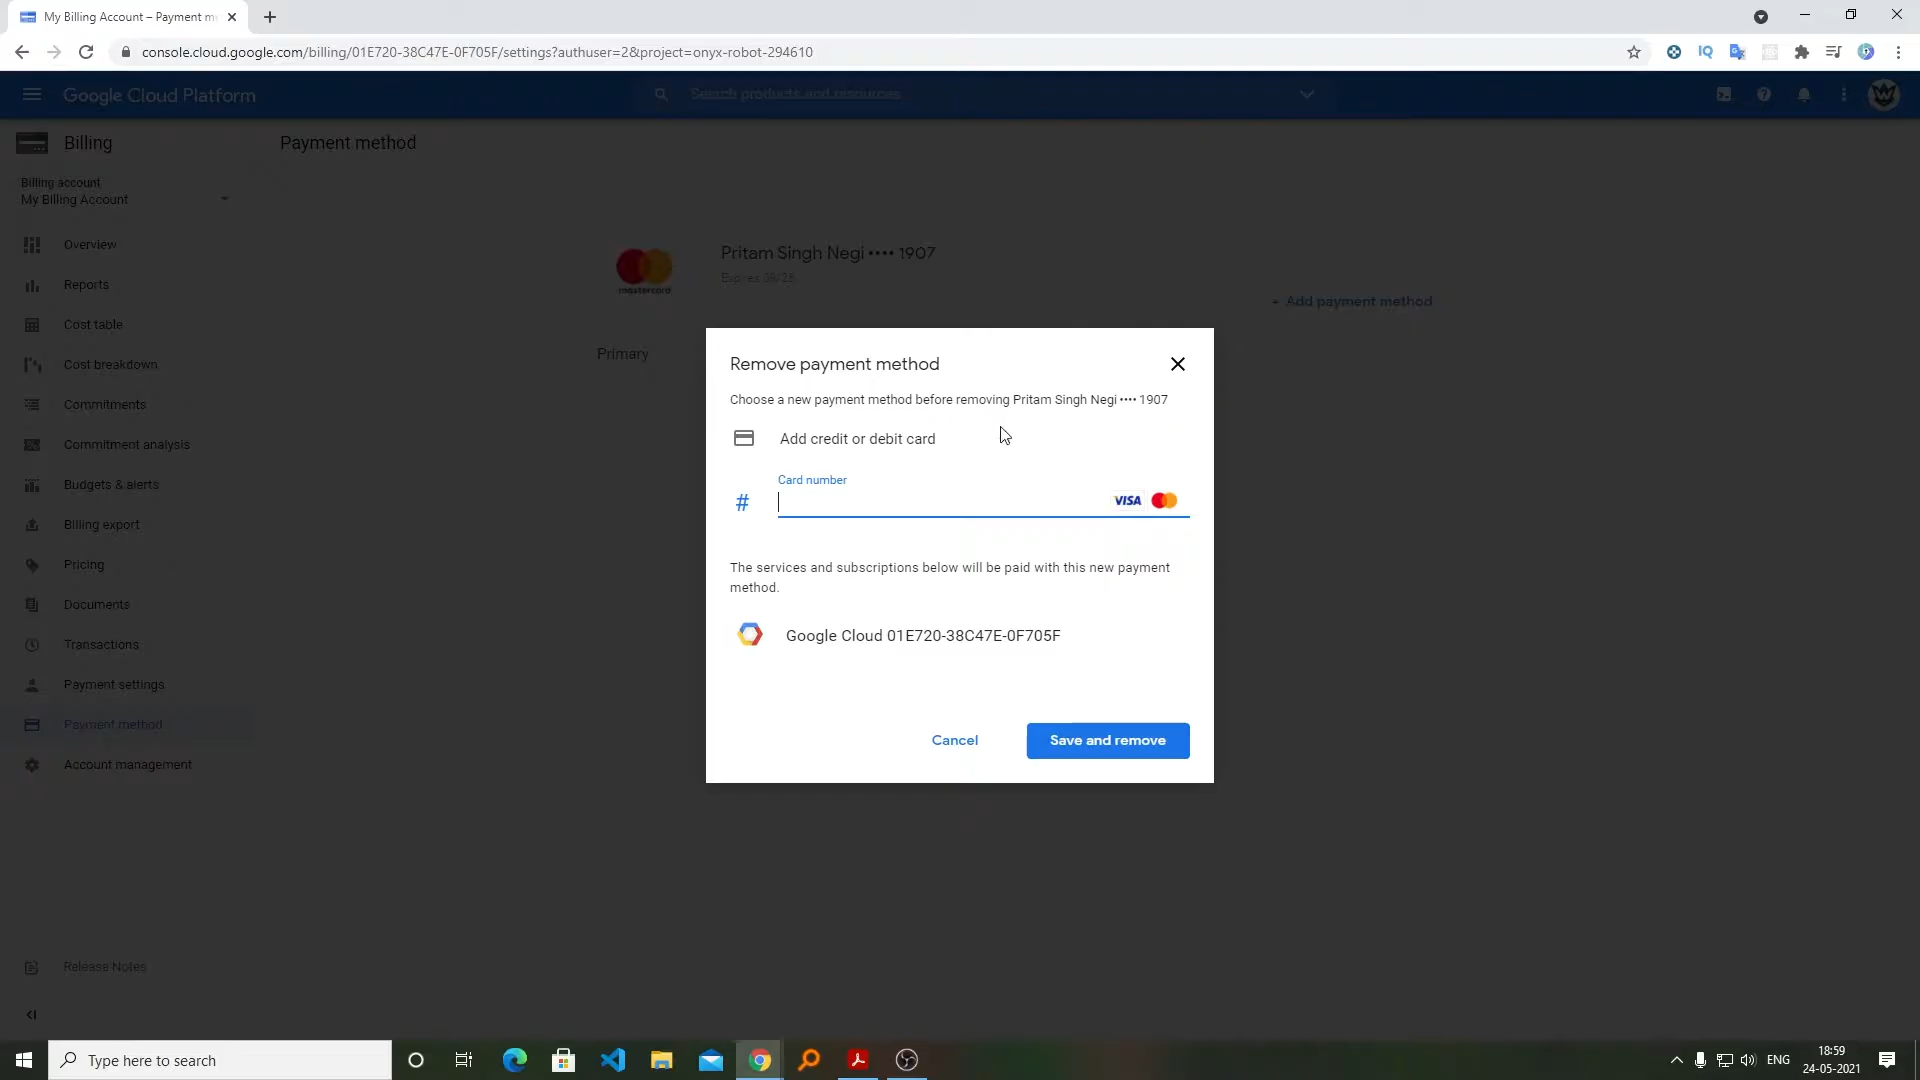 My Billing Account – Payment m
console.cloud.google.com/billing/01E720-38C47E-0F705F/settings?authuser=2&project=onyx-robot-294610
Google Cloud Platform
Search products and resources
Billing
Payment method
Billing account
My Billing Account
Overview
Reports
Cost table
Cost breakdown
Commitments
Commitment analysis
Budgets & alerts
Billing export
Pricing
Documents
Transactions
Payment settings
Payment method
Account management
Release Notes
mastercard
Pritam Singh Negi •••• 1907
Expires
+ Add payment method
Primary
Remove payment method
Choose a new payment method before removing Pritam Singh Negi •••• 1907
Add credit or debit card
Card number
# VISA
The services and subscriptions below will be paid with this new payment
method.
Google Cloud 01E720-38C47E-0F705F
Cancel
Save and remove
Type here to search
ENG
18:59
24-05-2021